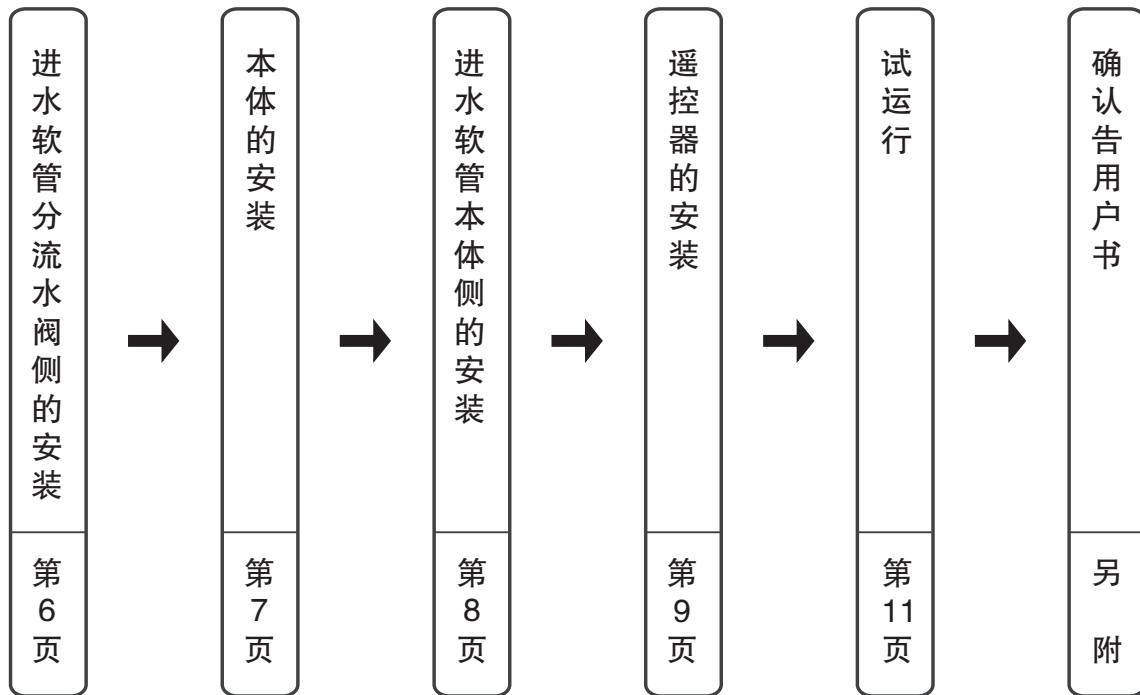 进水软管分流水阀侧的安装
第6页
本体的安装
第7页
进水软管本体侧的安装
第8页
遥控器的安装
第9页
试运行
第11页
确认告用户书
另附